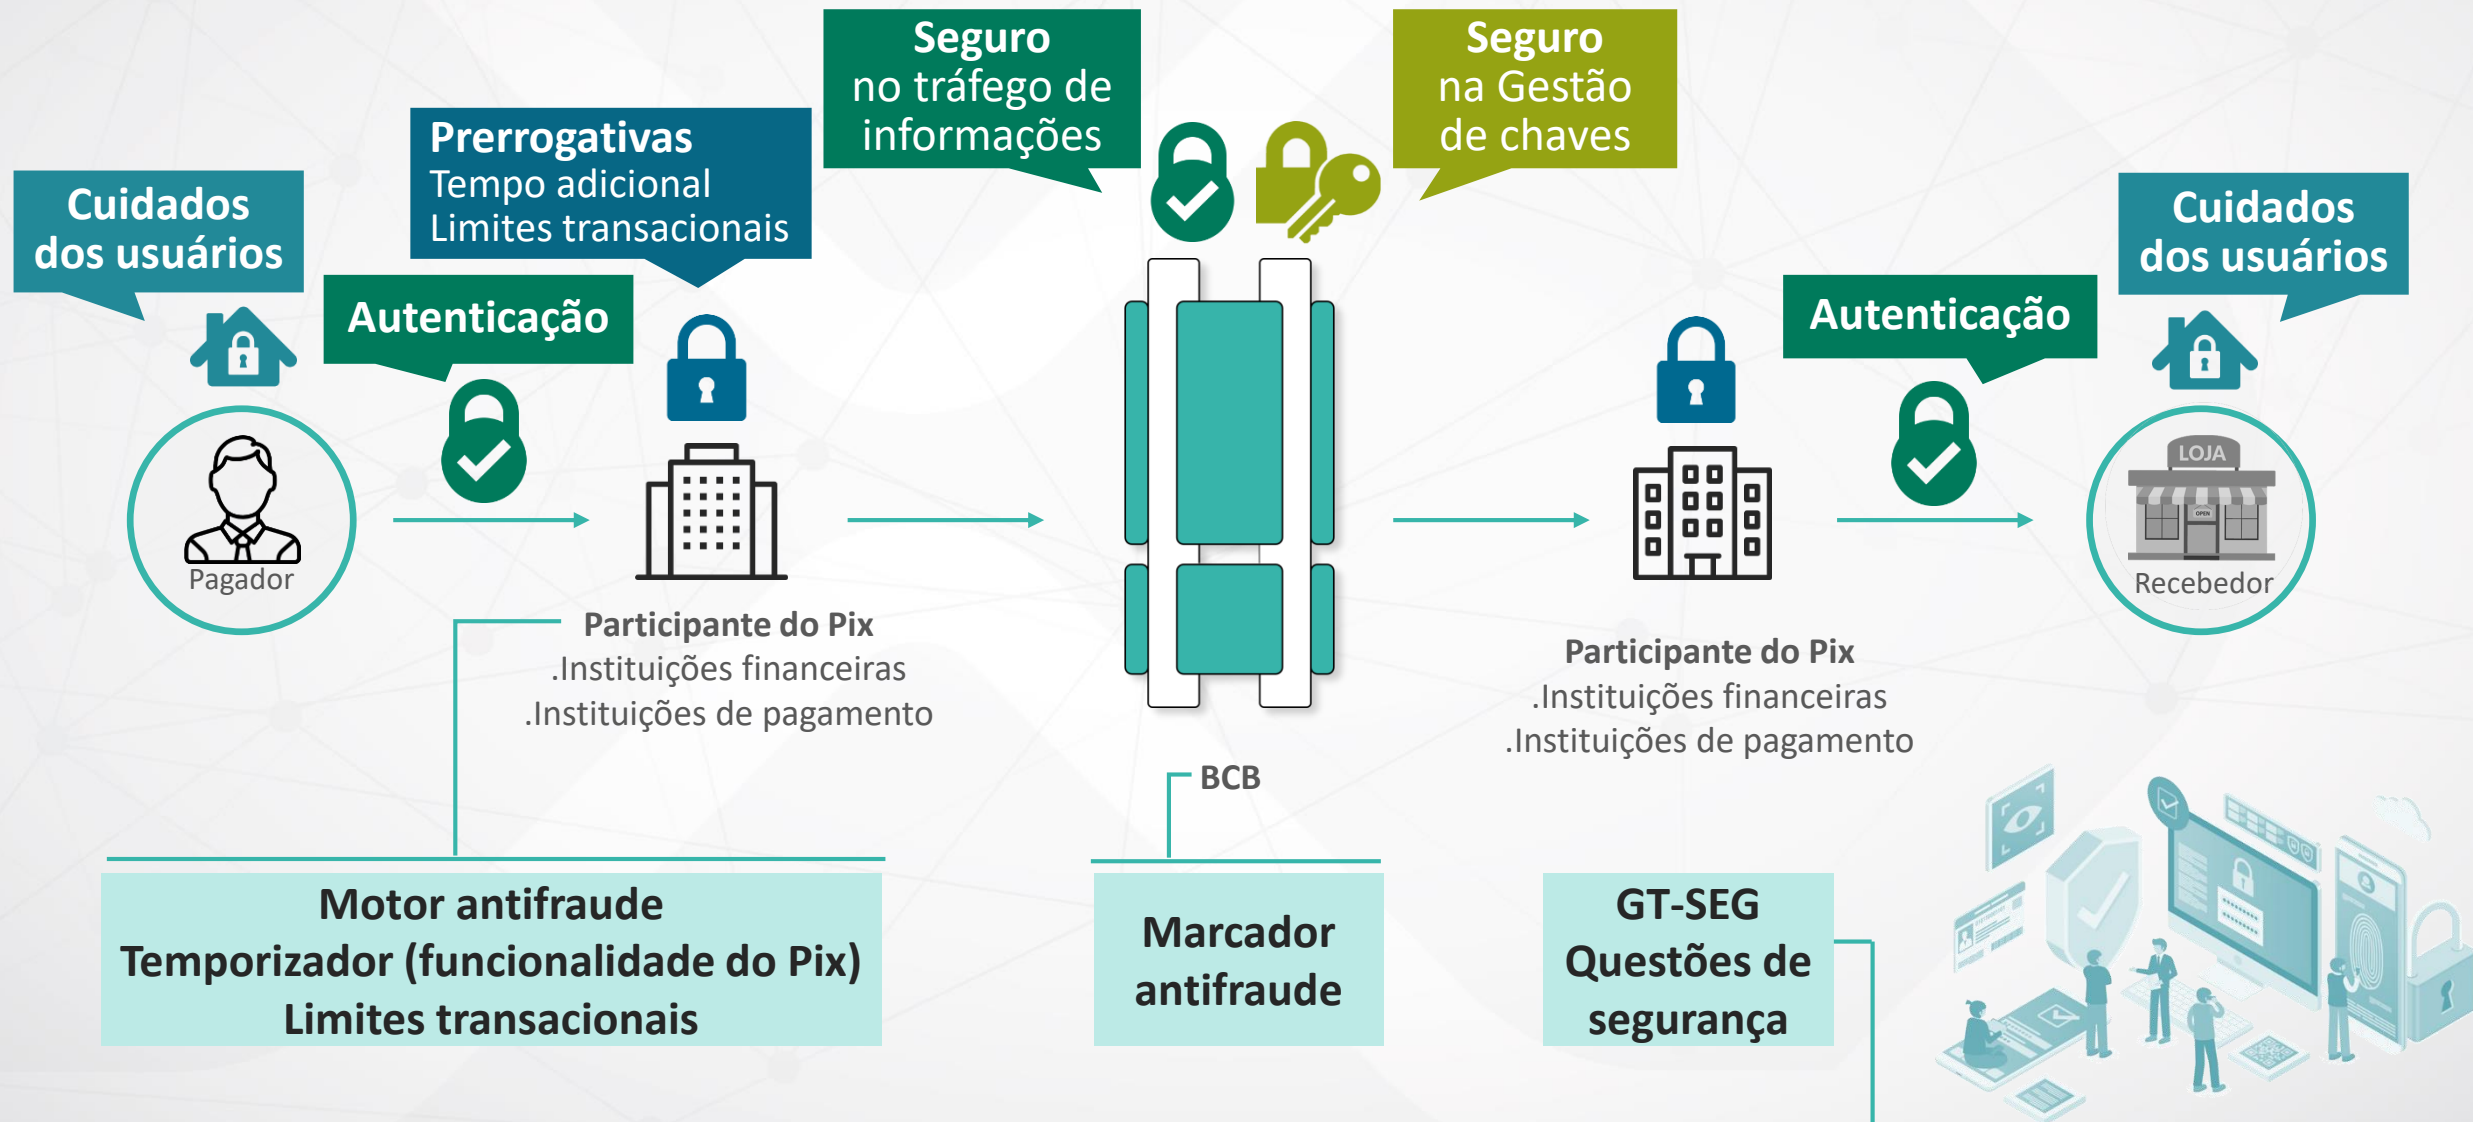 Seguro
no tráfego de
informações
Seguro
na Gestão
de chaves
Prerrogativas
Tempo adicional
Limites transacionais
Cuidados
dos usuários
Cuidados
dos usuários
Autenticação
Autenticação
LOJA
OPEN
Pagador
Recebedor
Participante do Pix
.Instituições financeiras
.Instituições de pagamento
Participante do Pix
.Instituições financeiras
.Instituições de pagamento
BCB
Motor antifraude
Temporizador (funcionalidade do Pix)
Limites transacionais
Marcador
antifraude
GT-SEG
Questões de
segurança